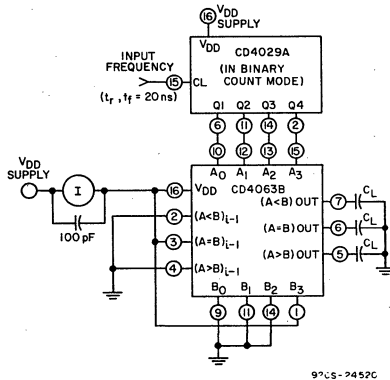 16 VDD SUPPLY
VDD
CD4029A
(IN BINARY COUNT MODE)
INPUT FREQUENCY
15 CL
(tr, tf = 20 ns)
Q1 Q2 Q3 Q4
6 11 14 2
10 12 13 15
A0 A1 A2 A3
VDD SUPPLY
I
100 pF
16 VDD
CD4063B
2 (A<B)i-1
3 (A=B)i-1
4 (A>B)i-1
(A<B) OUT 7 CL
(A=B) OUT 6 CL
(A>B) OUT 5 CL
B0 B1 B2 B3
9 11 14 1
92CS-24520